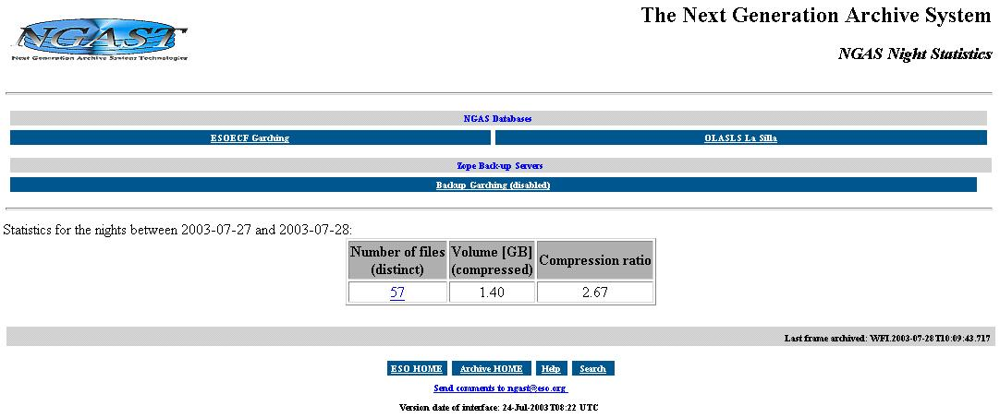 NGAST
Next Generation Archive System Technologies
The Next Generation Archive System
NGAS Night Statistics
NGAS Databases
ESOECF Garching
OLASLS La Silla
Zope Back-up Servers
Backup Garching (disabled)
Statistics for the nights between 2003-07-27 and 2003-07-28:
Number of files
(distinct)
Volume [GB]
(compressed)
Compression ratio
57
1.40
2.67
Last frame archived: WFI.2003-07-28T10:09:43.717
ESO HOME
Archive HOME
Help
Search
Send comments to ngast@eso.org
Version date of interface: 24-Jul-2003T08:22 UTC